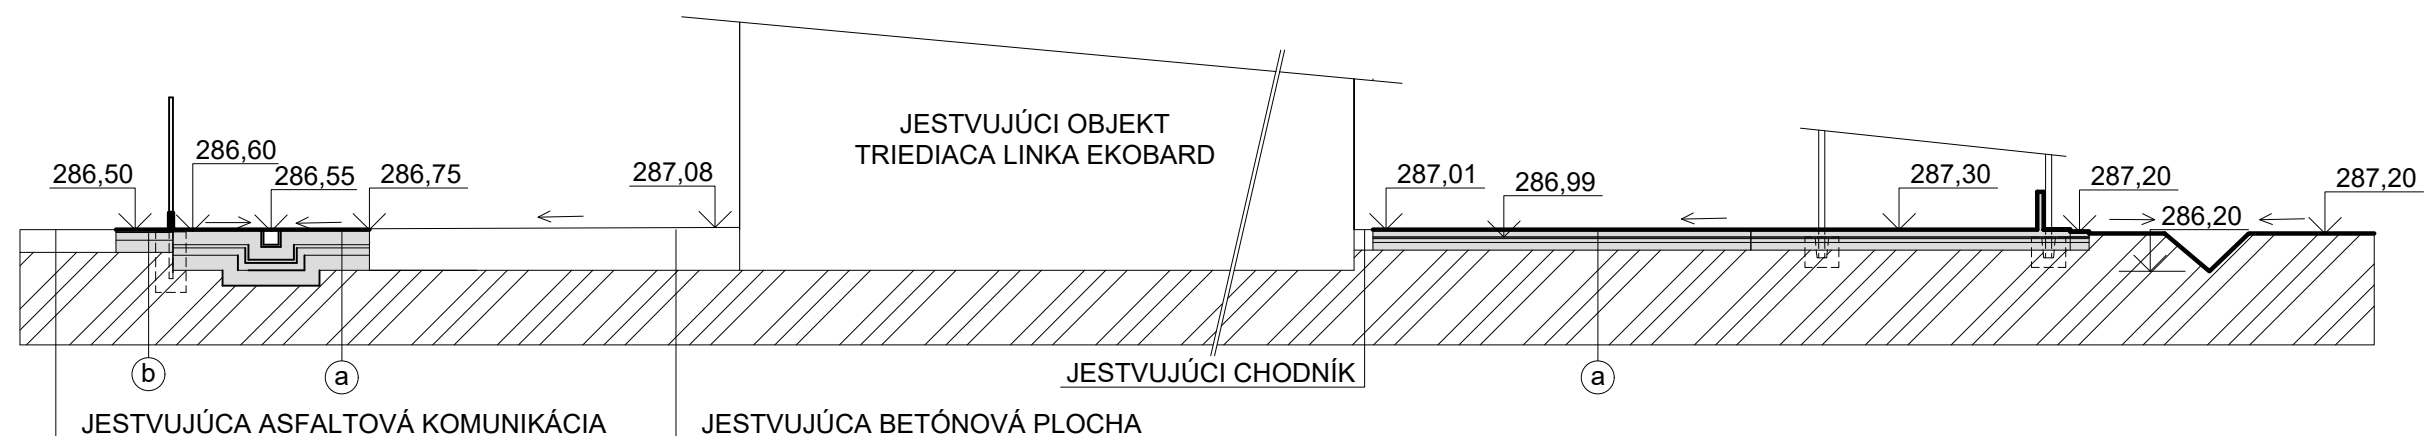 JESTVUJÚCI OBJEKT
TRIEDIACA LINKA EKOBARD
286,50
286,60
286,55
286,75
287,08
287,01
286,99
287,30
287,20
286,20
287,20
b
a
JESTVUJÚCI CHODNÍK
a
JESTVUJÚCA ASFALTOVÁ KOMUNIKÁCIA
JESTVUJÚCA BETÓNOVÁ PLOCHA